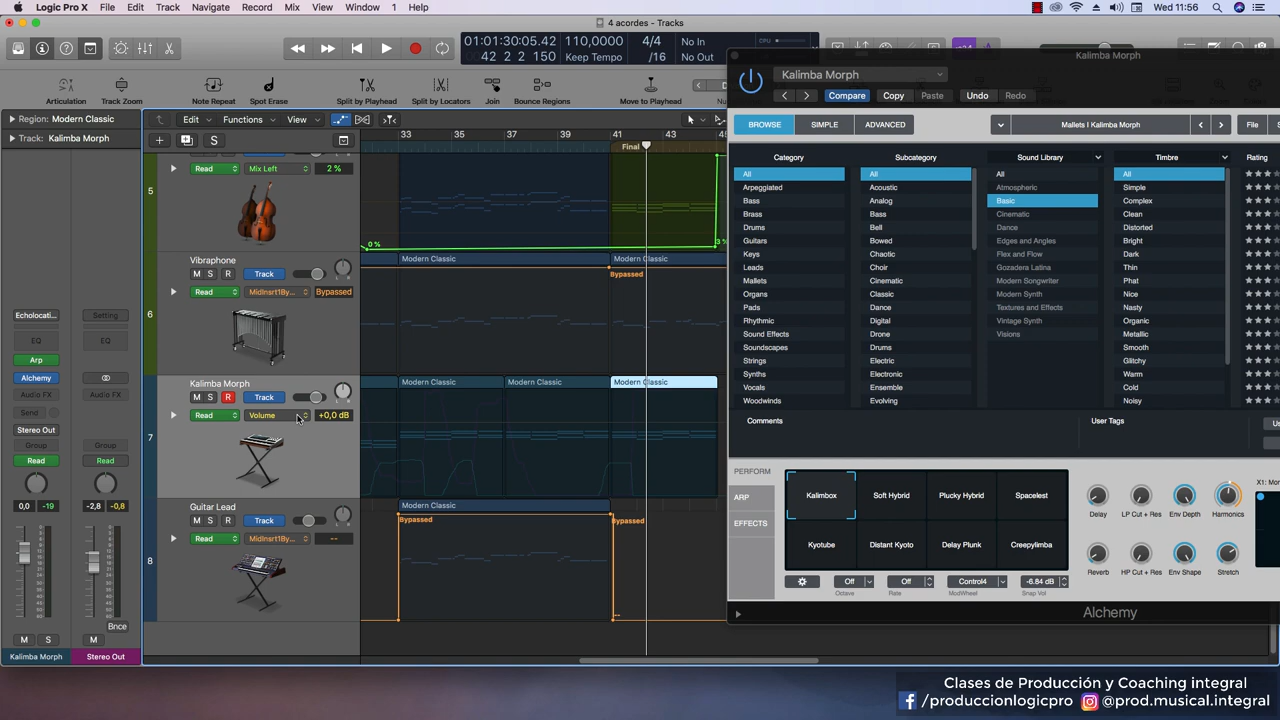 Logic Pro X File Edit Track Navigate Record Mix View Window 1 Help
Wed 11:56
4 acordes - Tracks
01:01:30:05.42 110,0000 4/4 No In
42 2 2 150 Keep Tempo /16 No Out
CPU
Articulation Track Zoom Note Repeat Spot Erase Split by Playhead Split by Locators Join Bounce Regions Move to Playhead
Region: Modern Classic
Track: Kalimba Morph
Edit Functions View
33 35 37 39 41 43
Final
5
Read Mix Left 2 %
0 %
3 %
Vibraphone
M S R Track
Read MidInsrt1By... Bypassed
6
Modern Classic Modern Classic
Bypassed
Kalimba Morph
M S R Track
Read Volume +0,0 dB
7
Modern Classic Modern Classic Modern Classic
Guitar Lead
M S R Track
Read MidInsrt1By... --
8
Modern Classic
Bypassed Bypassed
--
Echolocati... Setting
EQ EQ
Arp
Alchemy
Audio FX Audio FX
Send
Stereo Out
Group Group
Read Read
0,0 -19 -2,8 -0,8
Bnce
M S M
Kalimba Morph Stereo Out
Kalimba Morph
Kalimba Morph
Compare Copy Paste Undo Redo
BROWSE SIMPLE ADVANCED Mallets | Kalimba Morph File
Category
All
Arpeggiated
Bass
Brass
Drums
Guitars
Keys
Leads
Mallets
Organs
Pads
Rhythmic
Sound Effects
Soundscapes
Strings
Synths
Vocals
Woodwinds
Subcategory
All
Acoustic
Analog
Bass
Bell
Bowed
Chaotic
Choir
Cinematic
Classic
Dance
Digital
Drone
Drums
Electric
Electronic
Ensemble
Evolving
Sound Library
All
Atmospheric
Basic
Cinematic
Dance
Edges and Angles
Flex and Flow
Gozadera Latina
Modern Songwriter
Modern Synth
Textures and Effects
Vintage Synth
Visions
Timbre
All
Simple
Complex
Clean
Distorted
Bright
Dark
Thin
Phat
Nice
Nasty
Organic
Metallic
Smooth
Glitchy
Warm
Cold
Noisy
Rating
Comments User Tags
PERFORM
ARP
EFFECTS
Kalimbox Soft Hybrid Plucky Hybrid Spacelest
Kyotube Distant Kyoto Delay Plunk Creepylimba
Off Off Control4 -6.84 dB
Octave Rate ModWheel Snap Vol
Delay LP Cut + Res Env Depth Harmonics
Reverb HP Cut + Res Env Shape Stretch
X1: Mor
Alchemy
Clases de Producción y Coaching integral
/produccionlogicpro @prod.musical.integral